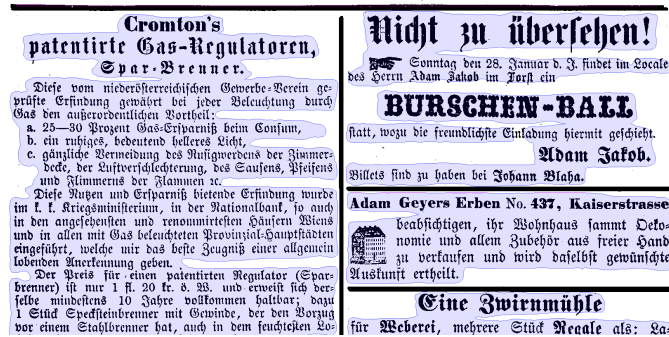 Cromton's
patentirte Gas-Regulatoren,
Spar-Brenner.
Diese vom niederösterreichischen Gewerbe-Verein ge-
prüfte Erfindung gewährt bei jeder Beleuchtung durch
Gas den außerordentlichen Vortheil:
a. 25—30 Prozent Gas-Ersparniß beim Consum,
b. ein ruhiges, bedeutend helleres Licht,
c. gänzliche Vermeidung des Rusigwerdens der Zimmer-
decke, der Luftverschlechterung, des Sausens, Pfeifens
und Flimmerns der Flammen ꝛc.
Diese Nutzen und Ersparniß bietende Erfindung wurde
im k. k. Kriegsministerium, in der Nationalbank, so auch
in den angesehensten und renommirtesten Häusern Wiens
und in allen mit Gas beleuchteten Provinzial-Hauptstädten
eingeführt, welche mir das beste Zeugniß einer allgemein
lobenden Anerkennung geben.
Der Preis für einen patentirten Regulator (Spar-
brenner) ist nur 1 fl. 20 kr. ö. W. und erweist sich der-
selbe mindestens 10 Jahre vollkommen haltbar; dazu
1 Stück Specksteinbrenner mit Gewinde, der den Vorzug
vor einem Stahlbrenner hat, auch in dem feuchtesten Lo-
Nicht zu übersehen!
Sonntag den 28. Januar d. J. findet im Locale
des Herrn Adam Jakob im Forst ein
BURSCHEN-BALL
statt, wozu die freundlichste Einladung hiermit geschieht.
Adam Jakob.
Billets sind zu haben bei Johann Blaha.
Adam Geyers Erben No. 437, Kaiserstrasse
beabsichtigen, ihr Wohnhaus sammt Oeko-
nomie und allem Zubehör aus freier Hand
zu verkaufen und wird daselbst gewünschte
Auskunft ertheilt.
Eine Zwirnmühle
für Weberei, mehrere Stück Regale als: La-